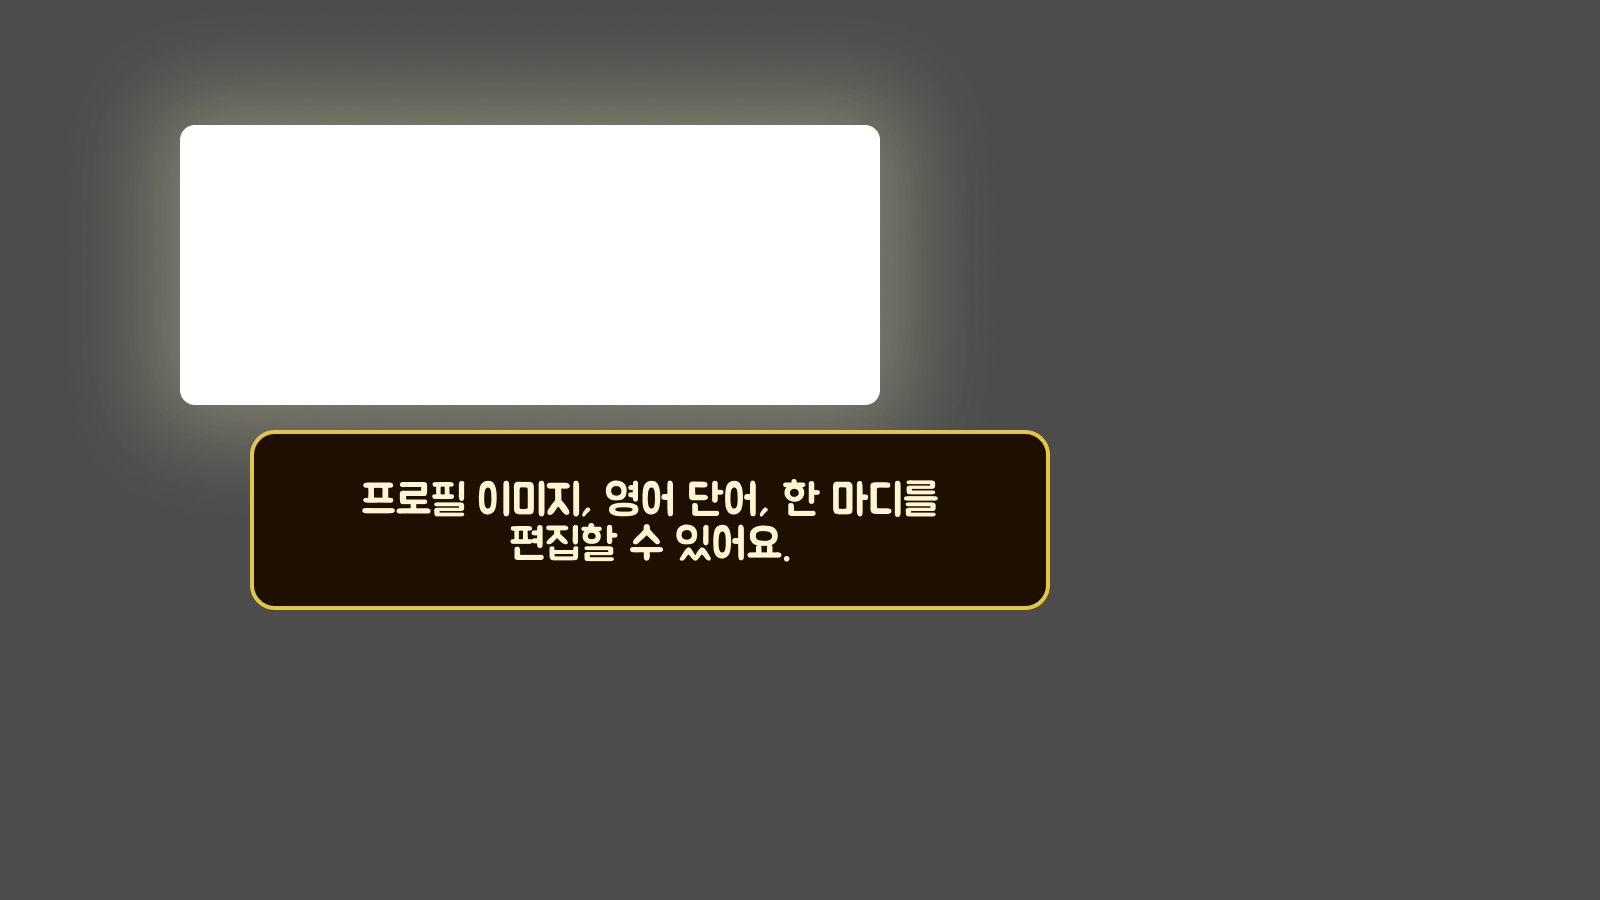 프로필 이미지, 영어 단어, 한 마디를
편집할 수 있어요.